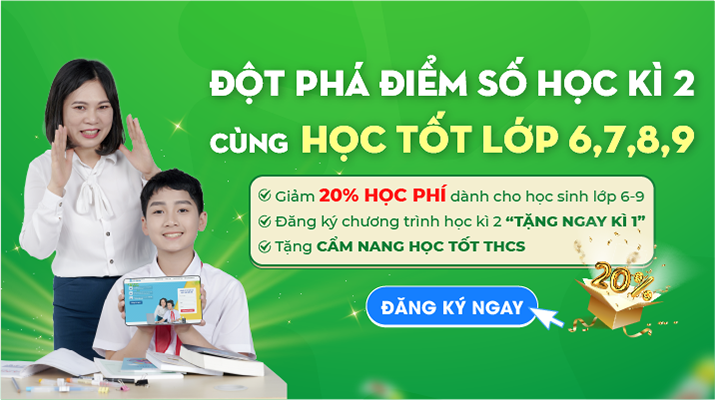 ĐỘT PHÁ ĐIỂM SỐ HỌC KÌ 2
CÙNG HỌC TỐT LỚP 6,7,8,9
Giảm 20% HỌC PHÍ dành cho học sinh lớp 6-9
Đăng ký chương trình học kì 2 “TẶNG NGAY KÌ 1”
Tặng CẨM NANG HỌC TỐT THCS
20%
ĐĂNG KÝ NGAY